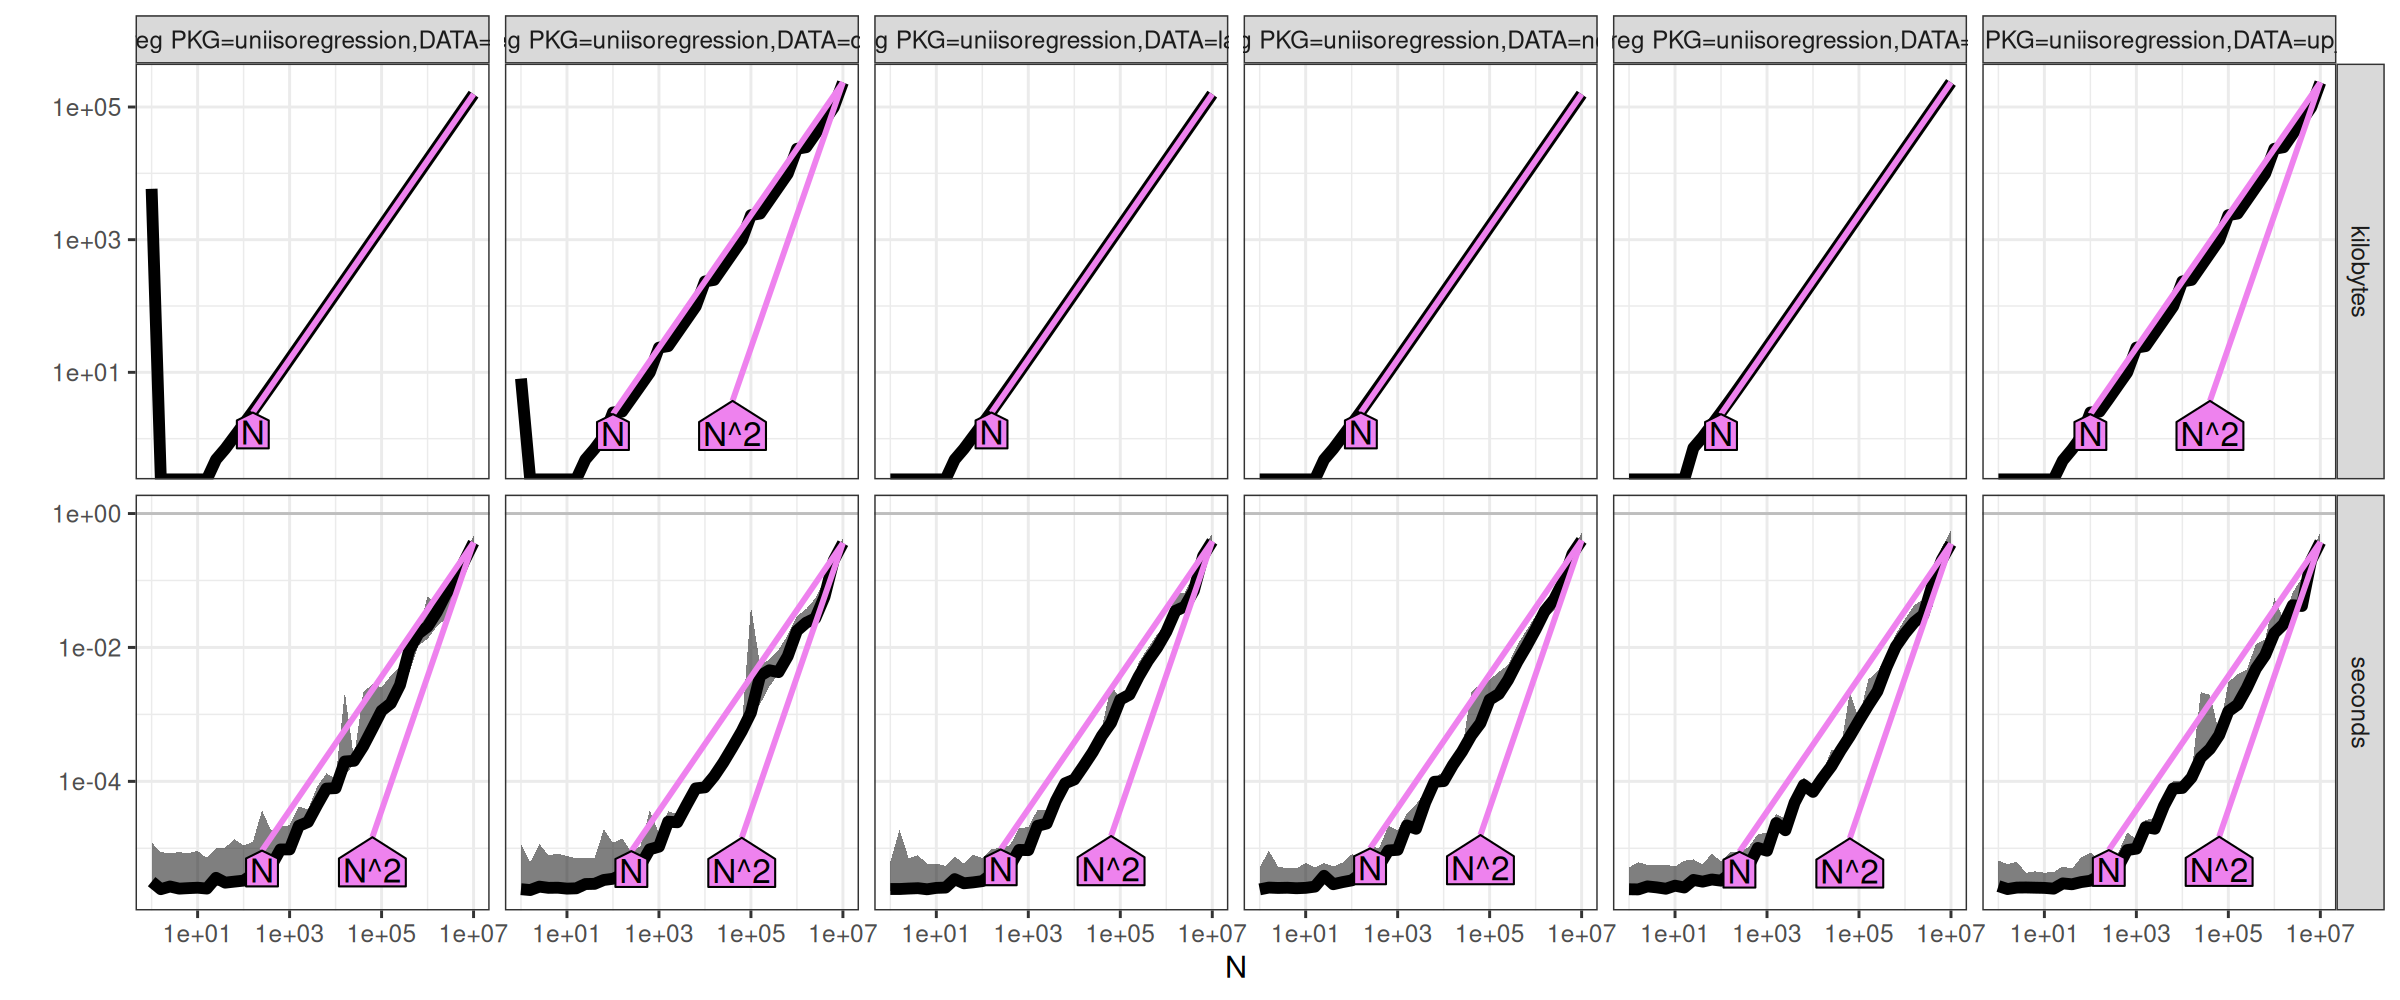 eg PKG=uniisoregression,DATA=
g PKG=uniisoregression,DATA=
g PKG=uniisoregression,DATA=la
g PKG=uniisoregression,DATA=n
reg PKG=uniisoregression,DATA=
PKG=uniisoregression,DATA=up_
1e+05
1e+03
1e+01
N
N
N^2
N
N
N
N
N^2
kilobytes
1e+00
1e-02
1e-04
N
N^2
N
N^2
N
N^2
N
N^2
N
N^2
N
N^2
seconds
1e+01 1e+03 1e+05 1e+07
1e+01 1e+03 1e+05 1e+07
1e+01 1e+03 1e+05 1e+07
1e+01 1e+03 1e+05 1e+07
1e+01 1e+03 1e+05 1e+07
1e+01 1e+03 1e+05 1e+07
N